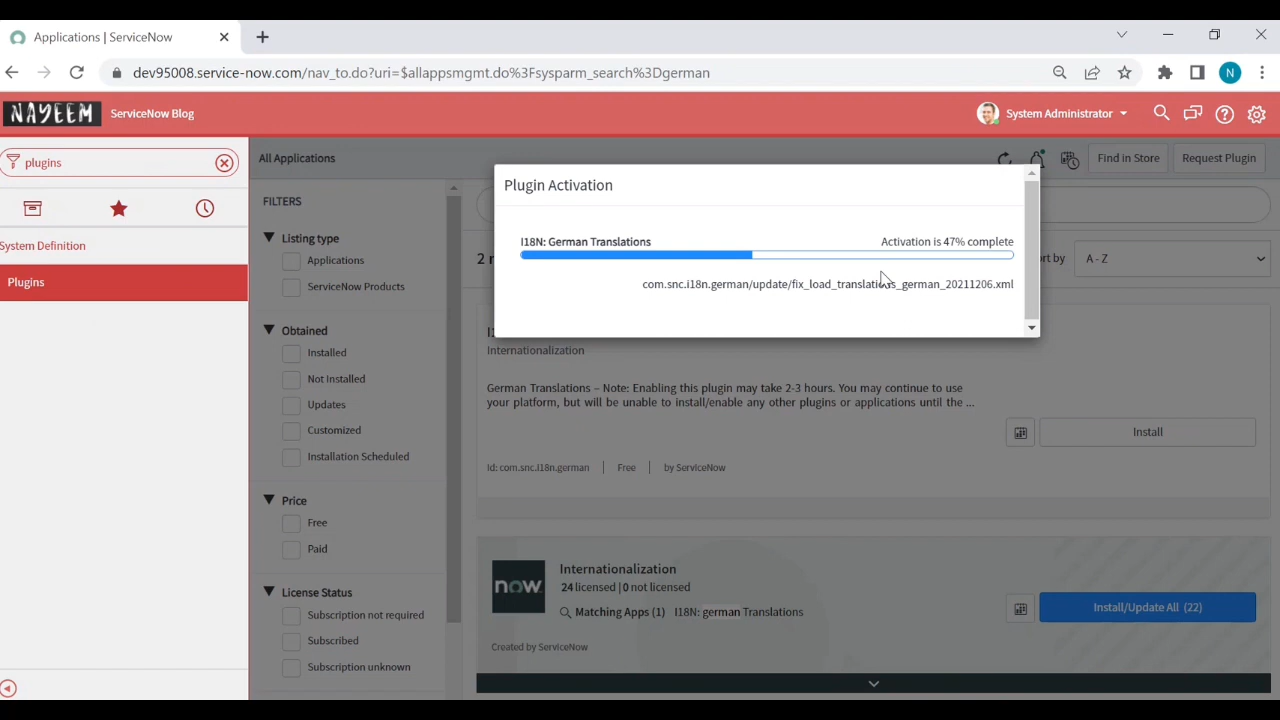 Applications | ServiceNow
dev95008.service-now.com/nav_to.do?uri=$allappsmgmt.do%3Fsysparm_search%3Dgerman
N
NAYEEM
ServiceNow Blog
System Administrator
plugins
System Definition
Plugins
All Applications
Find in Store
Request Plugin
FILTERS
Listing type
Applications
ServiceNow Products
Obtained
Installed
Not Installed
Updates
Customized
Installation Scheduled
Price
Free
Paid
License Status
Subscription not required
Subscribed
Subscription unknown
Plugin Activation
I18N: German Translations
Activation is 47% complete
com.snc.i18n.german/update/fix_load_translations_german_20211206.xml
A - Z
Internationalization
German Translations – Note: Enabling this plugin may take 2-3 hours. You may continue to use
your platform, but will be unable to install/enable any other plugins or applications until the ...
Install
Id: com.snc.i18n.german | Free | by ServiceNow
now.
Internationalization
24 licensed | 0 not licensed
Matching Apps (1) I18N: german Translations
Install/Update All (22)
Created by ServiceNow